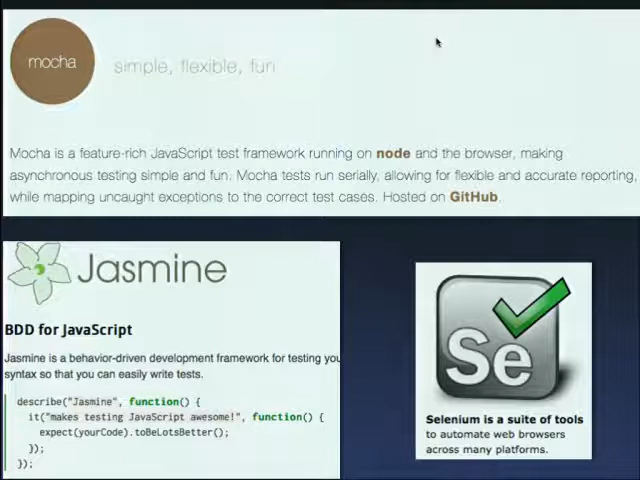 mocha
simple, flexible, fun
Mocha is a feature-rich JavaScript test framework running on node and the browser, making
asynchronous testing simple and fun. Mocha tests run serially, allowing for flexible and accurate reporting,
while mapping uncaught exceptions to the correct test cases. Hosted on GitHub.
Jasmine
BDD for JavaScript
Jasmine is a behavior-driven development framework for testing you
syntax so that you can easily write tests.
describe("Jasmine", function() {
it("makes testing JavaScript awesome!", function() {
expect(yourCode).toBeLotsBetter();
});
});
Se
Selenium is a suite of tools
to automate web browsers
across many platforms.